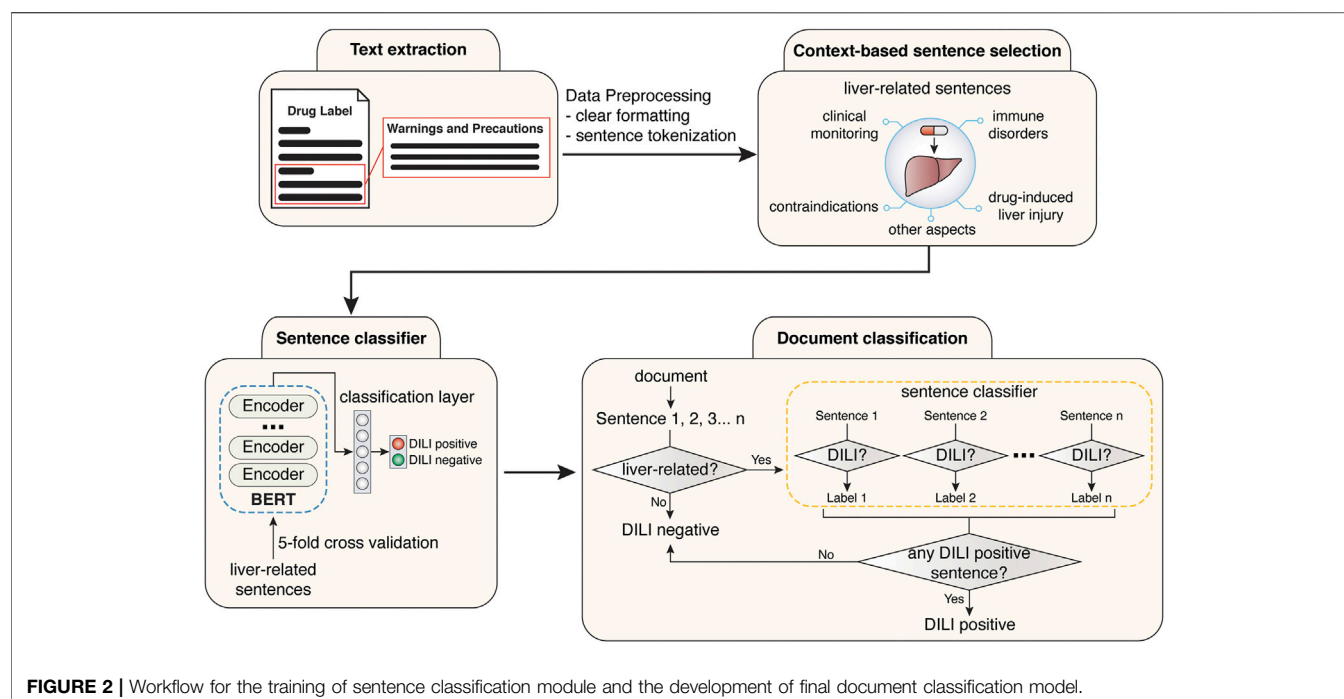 Text extraction
Drug Label
Warnings and Precautions
Data Preprocessing
- clear formatting
- sentence tokenization
Context-based sentence selection
liver-related sentences
clinical
monitoring
immune
disorders
contraindications
drug-induced
liver injury
other aspects
Sentence classifier
Encoder
...
Encoder
Encoder
BERT
classification layer
DILI positive
DILI negative
5-fold cross validation
liver-related
sentences
Document classification
document
Sentence 1, 2, 3... n
liver-related?
Yes
No
DILI negative
sentence classifier
Sentence 1
Sentence 2
Sentence n
DILI?
DILI?
...
DILI?
Label 1
Label 2
Label n
any DILI positive
sentence?
No
Yes
DILI positive
FIGURE 2 | Workflow for the training of sentence classification module and the development of final document classification model.